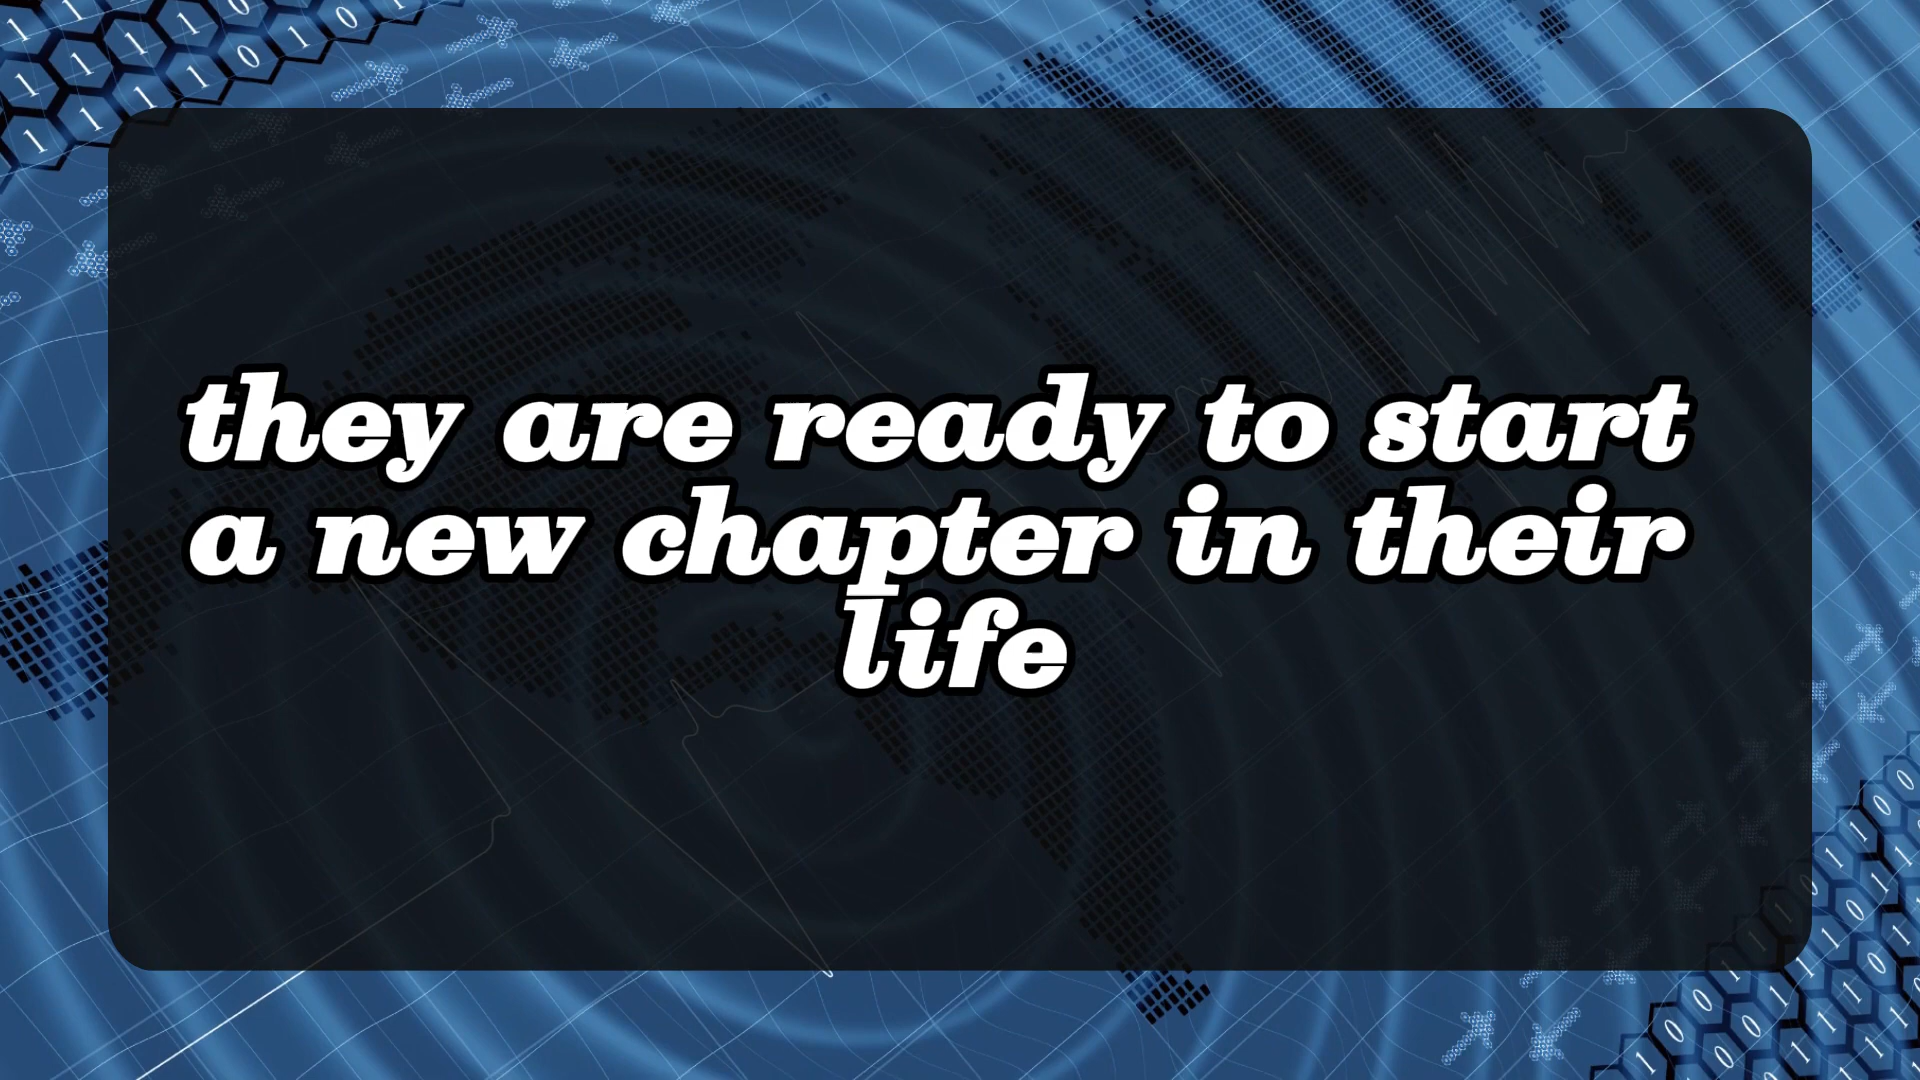 they are ready to start
a new chapter in their
life